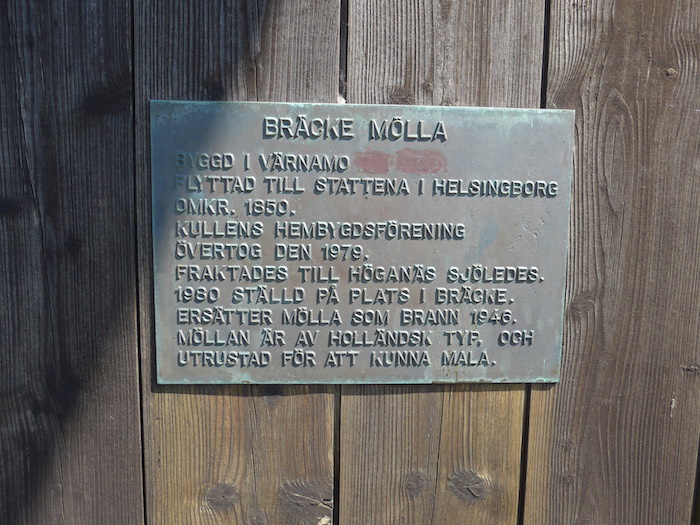 BRÄCKE MÖLLA
BYGGD I VÄRNAMO
FLYTTAD TILL STATTENA I HELSINGBORG
OMKR. 1850.
KULLENS HEMBYGDSFÖRENING
ÖVERTOG DEN 1979.
FRAKTADES TILL HÖGANÄS SJÖLEDES.
1980 STÄLLD PÅ PLATS I BRÄCKE.
ERSÄTTER MÖLLA SOM BRANN 1946.
MÖLLAN ÄR AV HOLLÄNDSK TYP, OCH
UTRUSTAD FÖR ATT KUNNA MALA.